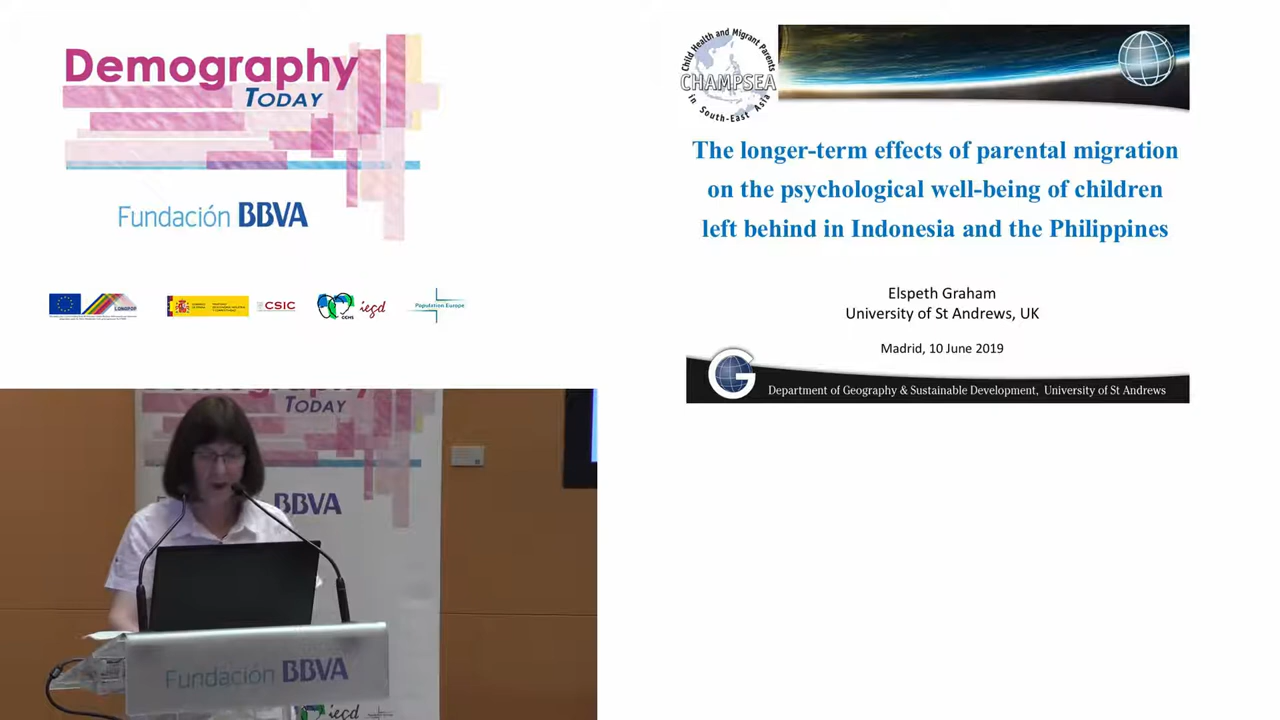 Demography
TODAY
Fundación BBVA
LONGPOP
CSIC
CCHS
iegd
Population Europe
Child Health and Migrant Parents
CHAMPSEA
in South-East Asia
The longer-term effects of parental migration
on the psychological well-being of children
left behind in Indonesia and the Philippines
Elspeth Graham
University of St Andrews, UK
Madrid, 10 June 2019
G
Department of Geography & Sustainable Development, University of St Andrews
TODAY
BBVA
Fundación BBVA
iegd